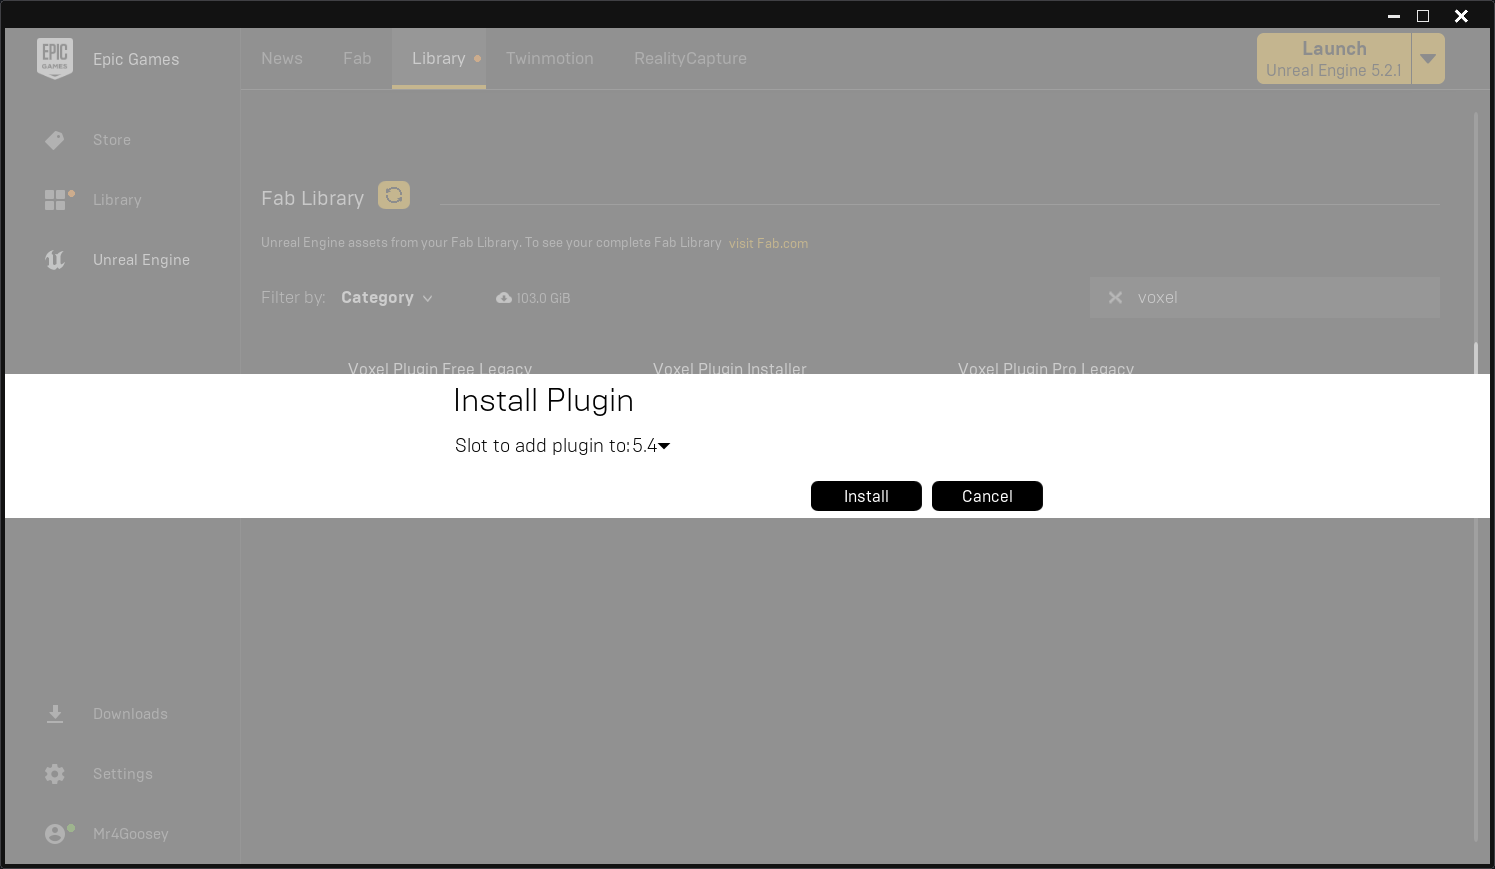 EPIC GAMES
Epic Games
News
Fab
Library
Twinmotion
RealityCapture
Launch
Unreal Engine 5.2.1
Store
Library
Unreal Engine
Fab Library
Unreal Engine assets from your Fab Library. To see your complete Fab Library visit Fab.com
Filter by:
Category
103.0 GiB
voxel
Voxel Plugin Free Legacy
Voxel Plugin Installer
Voxel Plugin Pro Legacy
Install Plugin
Slot to add plugin to: 5.4
Install
Cancel
Downloads
Settings
Mr4Goosey